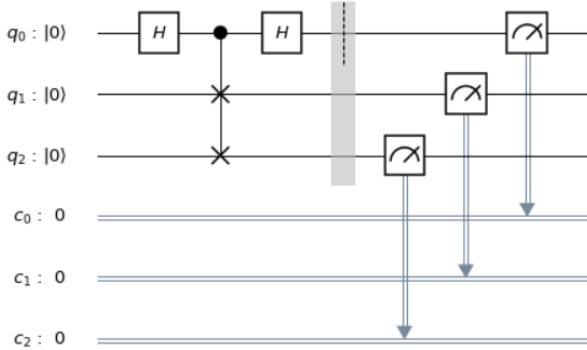 q₀ : |0⟩ H H
q₁ : |0⟩
q₂ : |0⟩
c₀ : 0
c₁ : 0
c₂ : 0